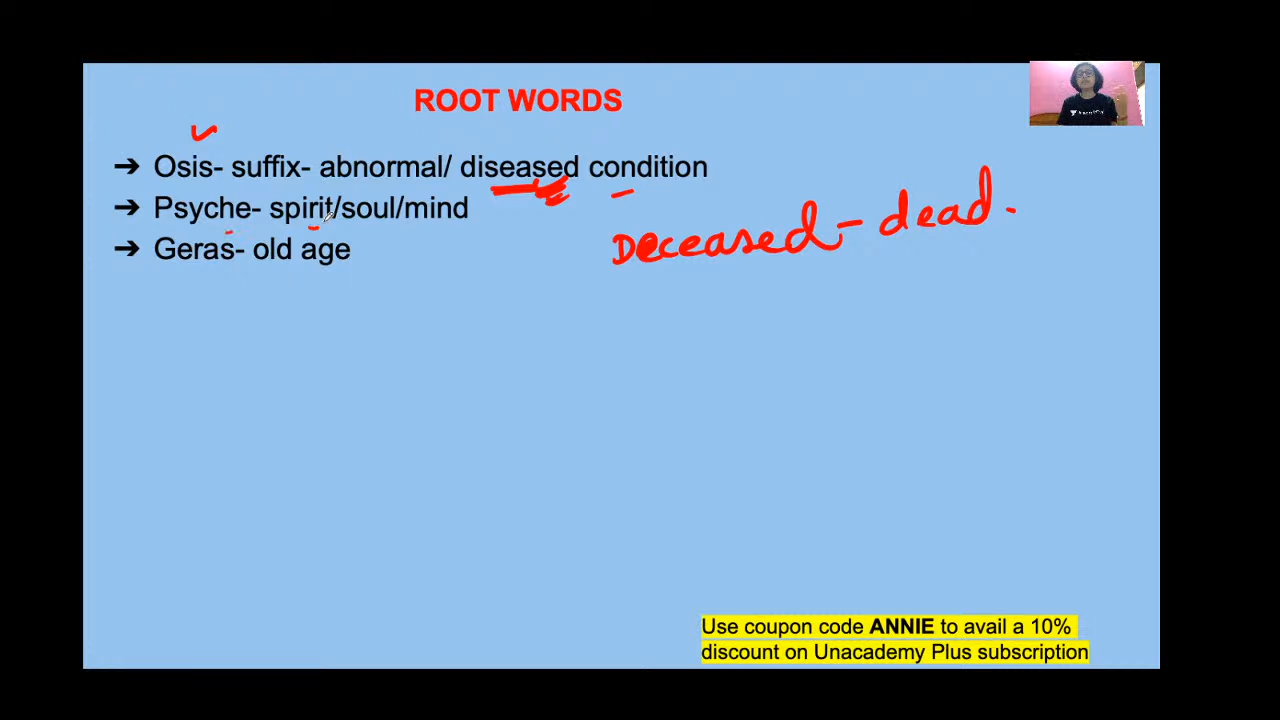 ROOT WORDS
➔ Osis- suffix- abnormal/ diseased condition
➔ Psyche- spirit/soul/mind
Deceased - dead.
➔ Geras- old age
Use coupon code ANNIE to avail a 10%
discount on Unacademy Plus subscription